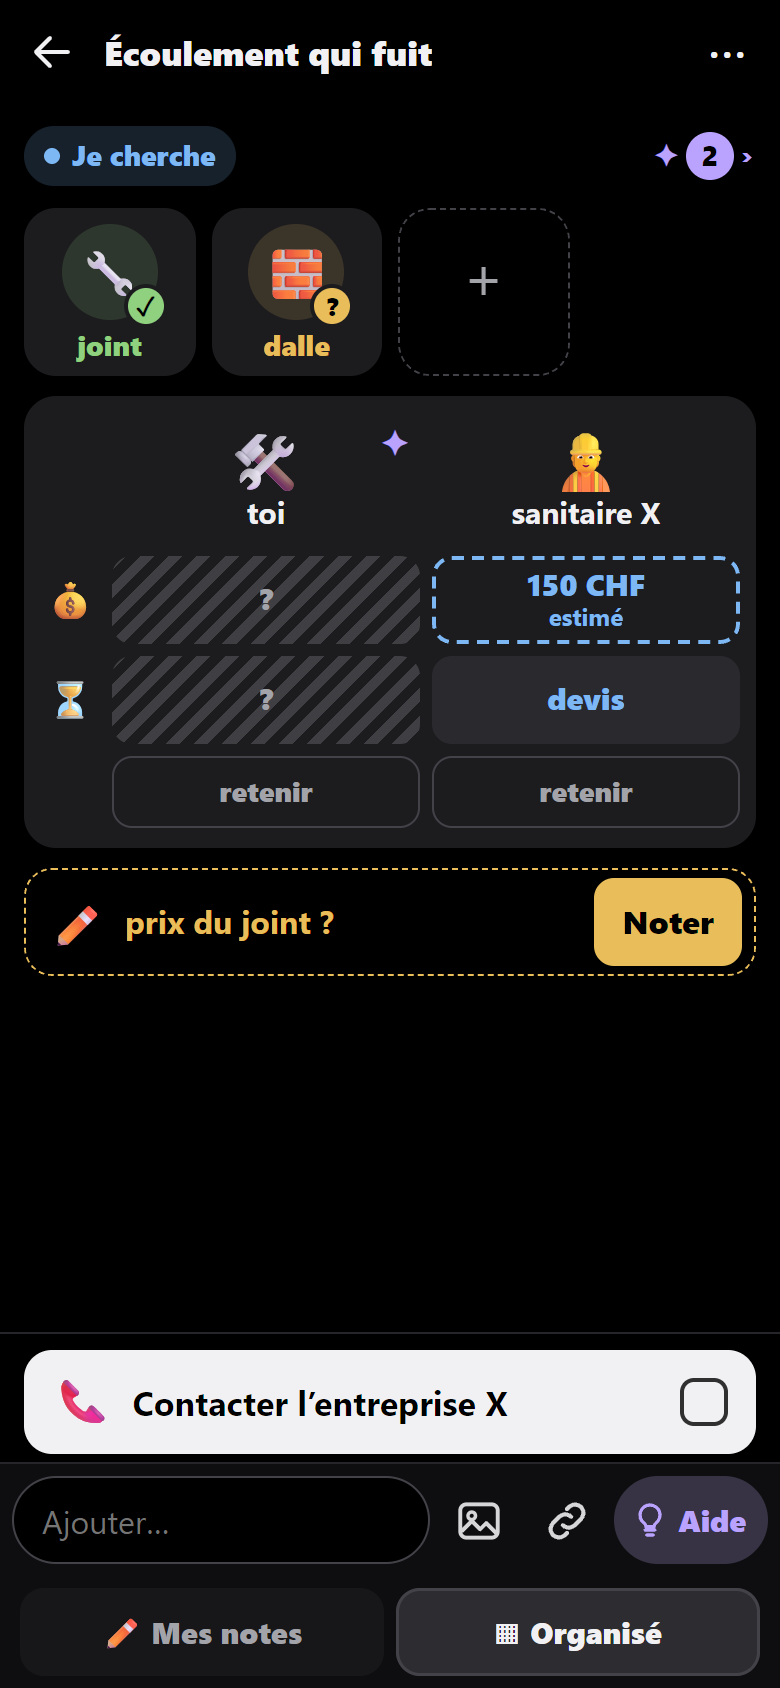 Écoulement qui fuit
Je cherche
2
joint
dalle
?
+
toi
sanitaire X
?
150 CHF
estimé
?
devis
retenir
retenir
prix du joint ?
Noter
Contacter l’entreprise X
Ajouter...
Aide
Mes notes
Organisé